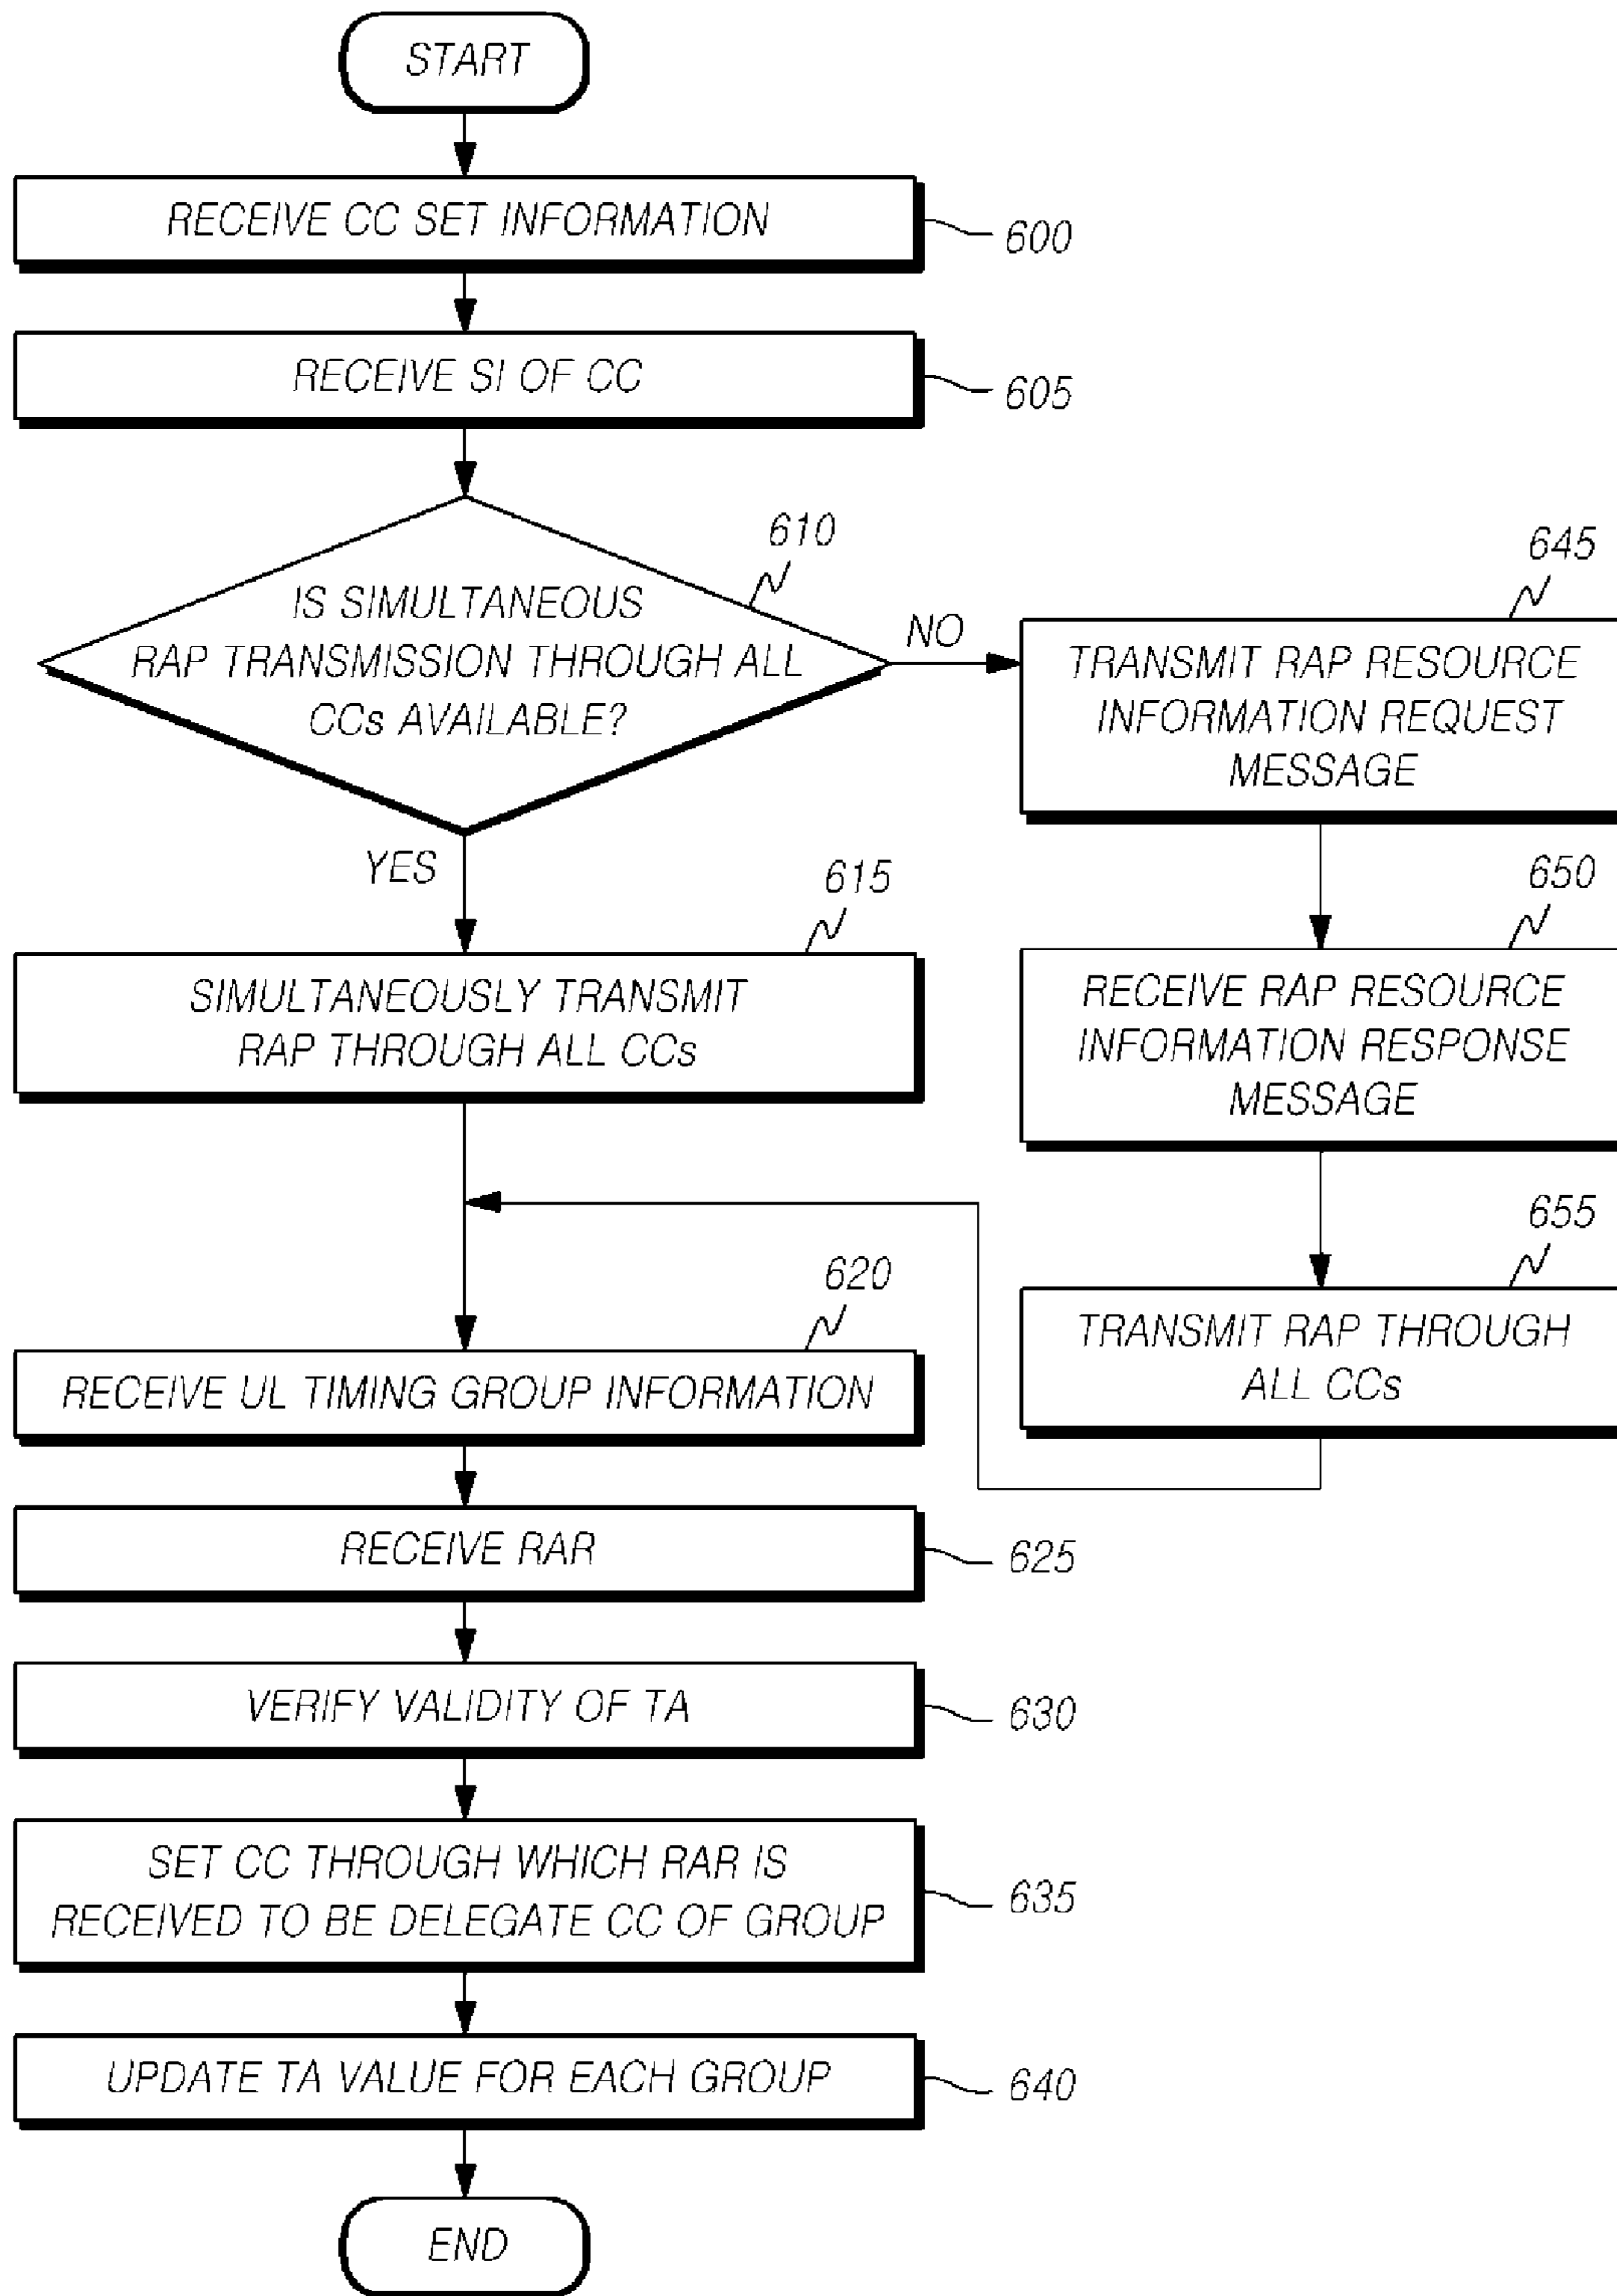 START
RECEIVE CC SET INFORMATION
600
RECEIVE SI OF CC
605
610
IS SIMULTANEOUS
RAP TRANSMISSION THROUGH ALL
CCs AVAILABLE?
NO
YES
645
TRANSMIT RAP RESOURCE
INFORMATION REQUEST
MESSAGE
615
SIMULTANEOUSLY TRANSMIT
RAP THROUGH ALL CCs
650
RECEIVE RAP RESOURCE
INFORMATION RESPONSE
MESSAGE
655
TRANSMIT RAP THROUGH
ALL CCs
620
RECEIVE UL TIMING GROUP INFORMATION
RECEIVE RAR
625
VERIFY VALIDITY OF TA
630
SET CC THROUGH WHICH RAR IS
RECEIVED TO BE DELEGATE CC OF GROUP
635
UPDATE TA VALUE FOR EACH GROUP
640
END